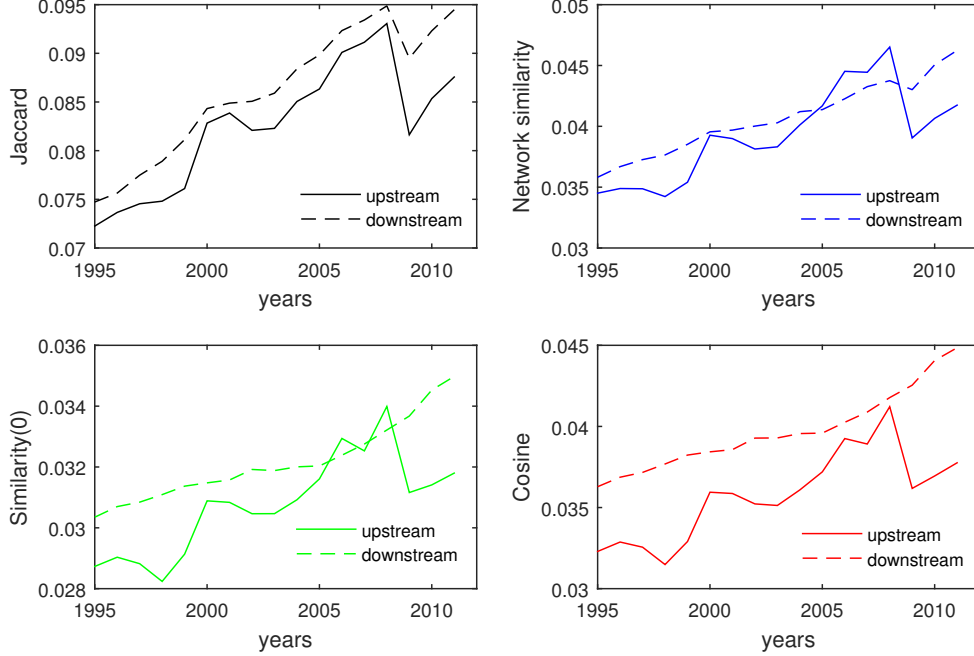 0.095
0.09
0.085
0.08
0.075
0.07
Jaccard
upstream
downstream
1995 2000 2005 2010
years
0.05
0.045
0.04
0.035
0.03
Network similarity
upstream
downstream
1995 2000 2005 2010
years
0.036
0.034
0.032
0.03
0.028
Similarity(0)
upstream
downstream
1995 2000 2005 2010
years
0.045
0.04
0.035
0.03
Cosine
upstream
downstream
1995 2000 2005 2010
years